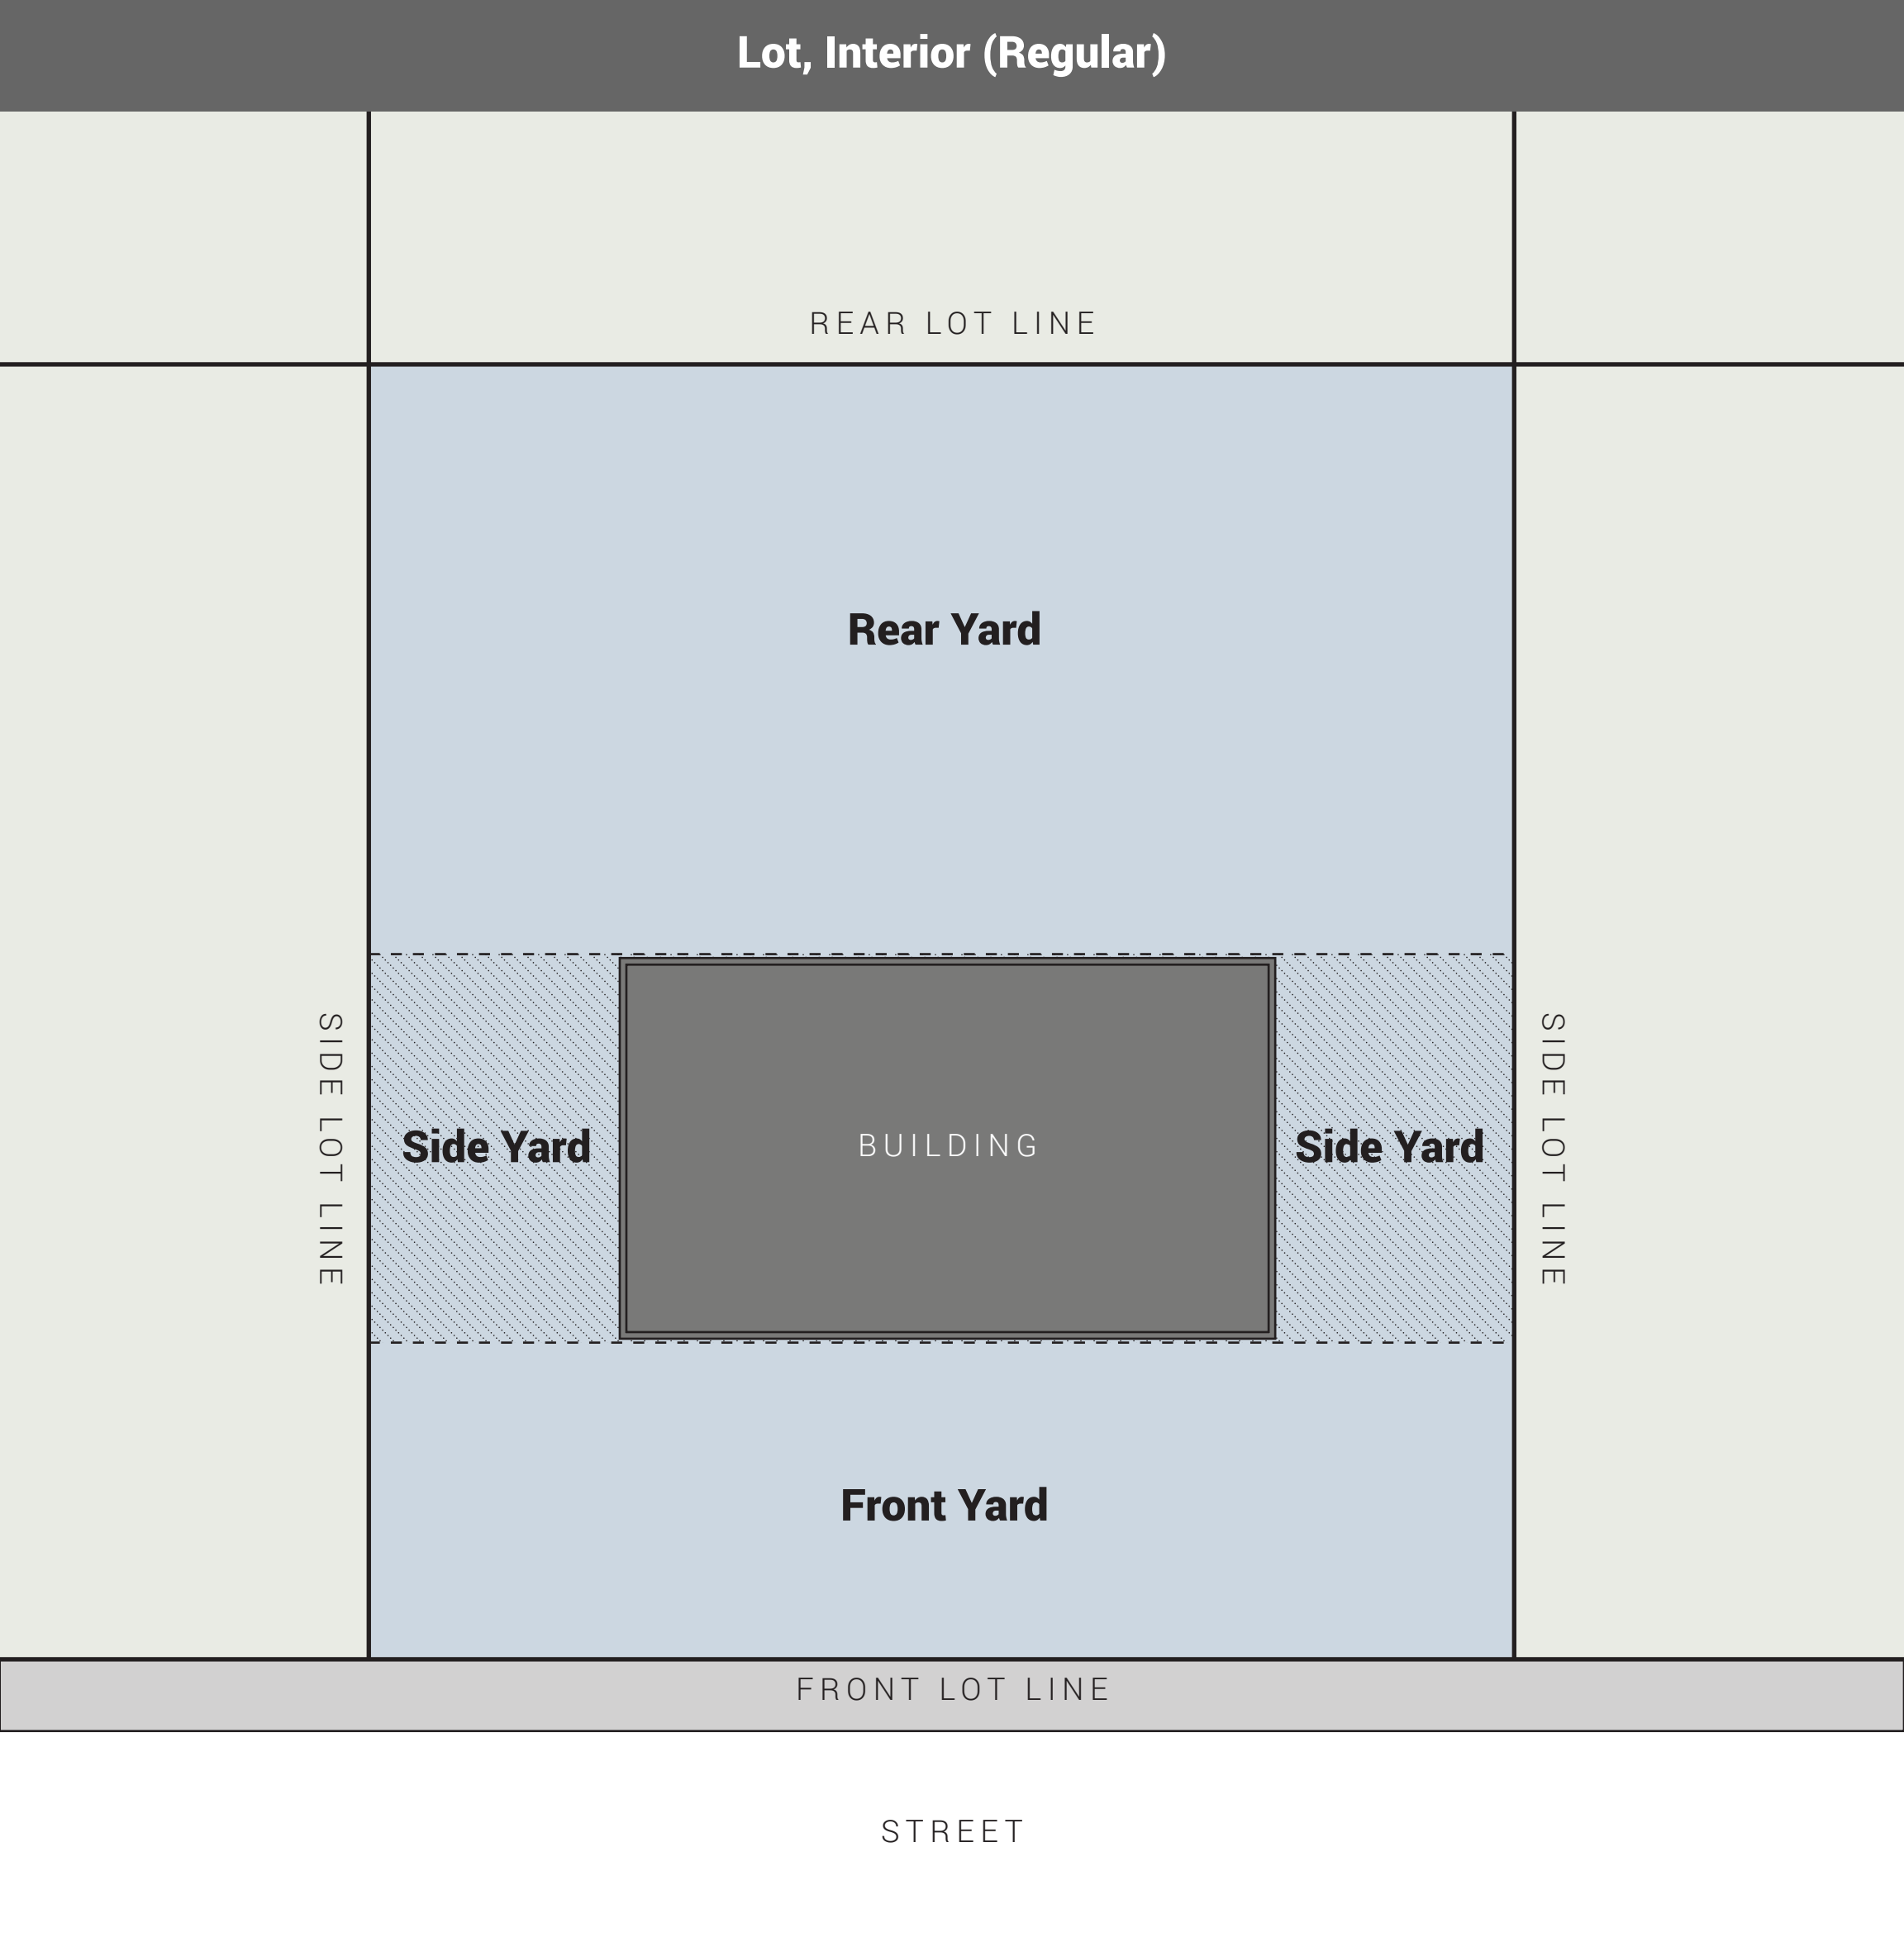 Lot, Interior (Regular)
REAR LOT LINE
Rear Yard
SIDE LOT LINE
Side Yard
BUILDING
Side Yard
SIDE LOT LINE
Front Yard
FRONT LOT LINE
STREET